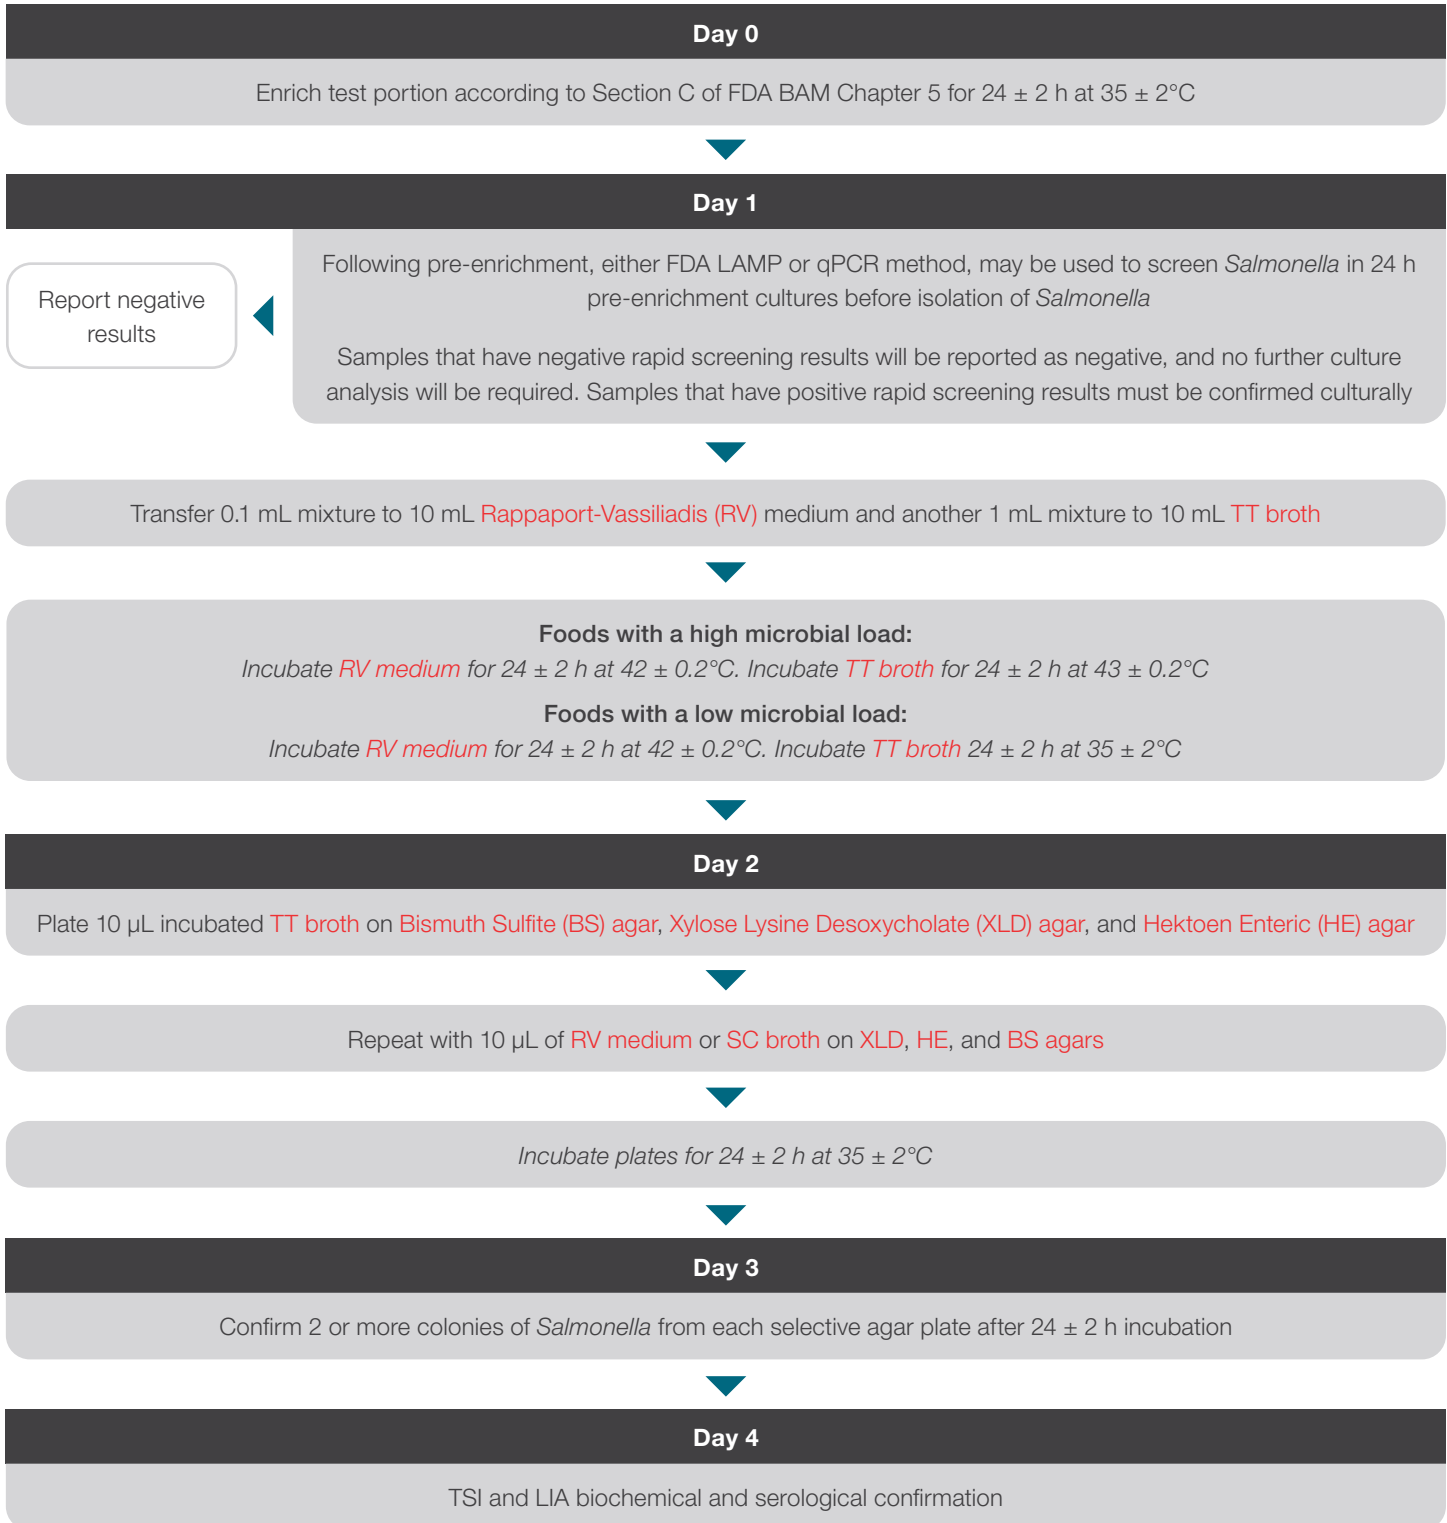 Day 0
Enrich test portion according to Section C of FDA BAM Chapter 5 for 24 ± 2 h at 35 ± 2°C
Day 1
Report negative
results
Following pre-enrichment, either FDA LAMP or qPCR method, may be used to screen Salmonella in 24 h
pre-enrichment cultures before isolation of Salmonella
Samples that have negative rapid screening results will be reported as negative, and no further culture
analysis will be required. Samples that have positive rapid screening results must be confirmed culturally
Transfer 0.1 mL mixture to 10 mL Rappaport-Vassiliadis (RV) medium and another 1 mL mixture to 10 mL TT broth
Foods with a high microbial load:
Incubate RV medium for 24 ± 2 h at 42 ± 0.2°C. Incubate TT broth for 24 ± 2 h at 43 ± 0.2°C
Foods with a low microbial load:
Incubate RV medium for 24 ± 2 h at 42 ± 0.2°C. Incubate TT broth 24 ± 2 h at 35 ± 2°C
Day 2
Plate 10 µL incubated TT broth on Bismuth Sulfite (BS) agar, Xylose Lysine Desoxycholate (XLD) agar, and Hektoen Enteric (HE) agar
Repeat with 10 µL of RV medium or SC broth on XLD, HE, and BS agars
Incubate plates for 24 ± 2 h at 35 ± 2°C
Day 3
Confirm 2 or more colonies of Salmonella from each selective agar plate after 24 ± 2 h incubation
Day 4
TSI and LIA biochemical and serological confirmation